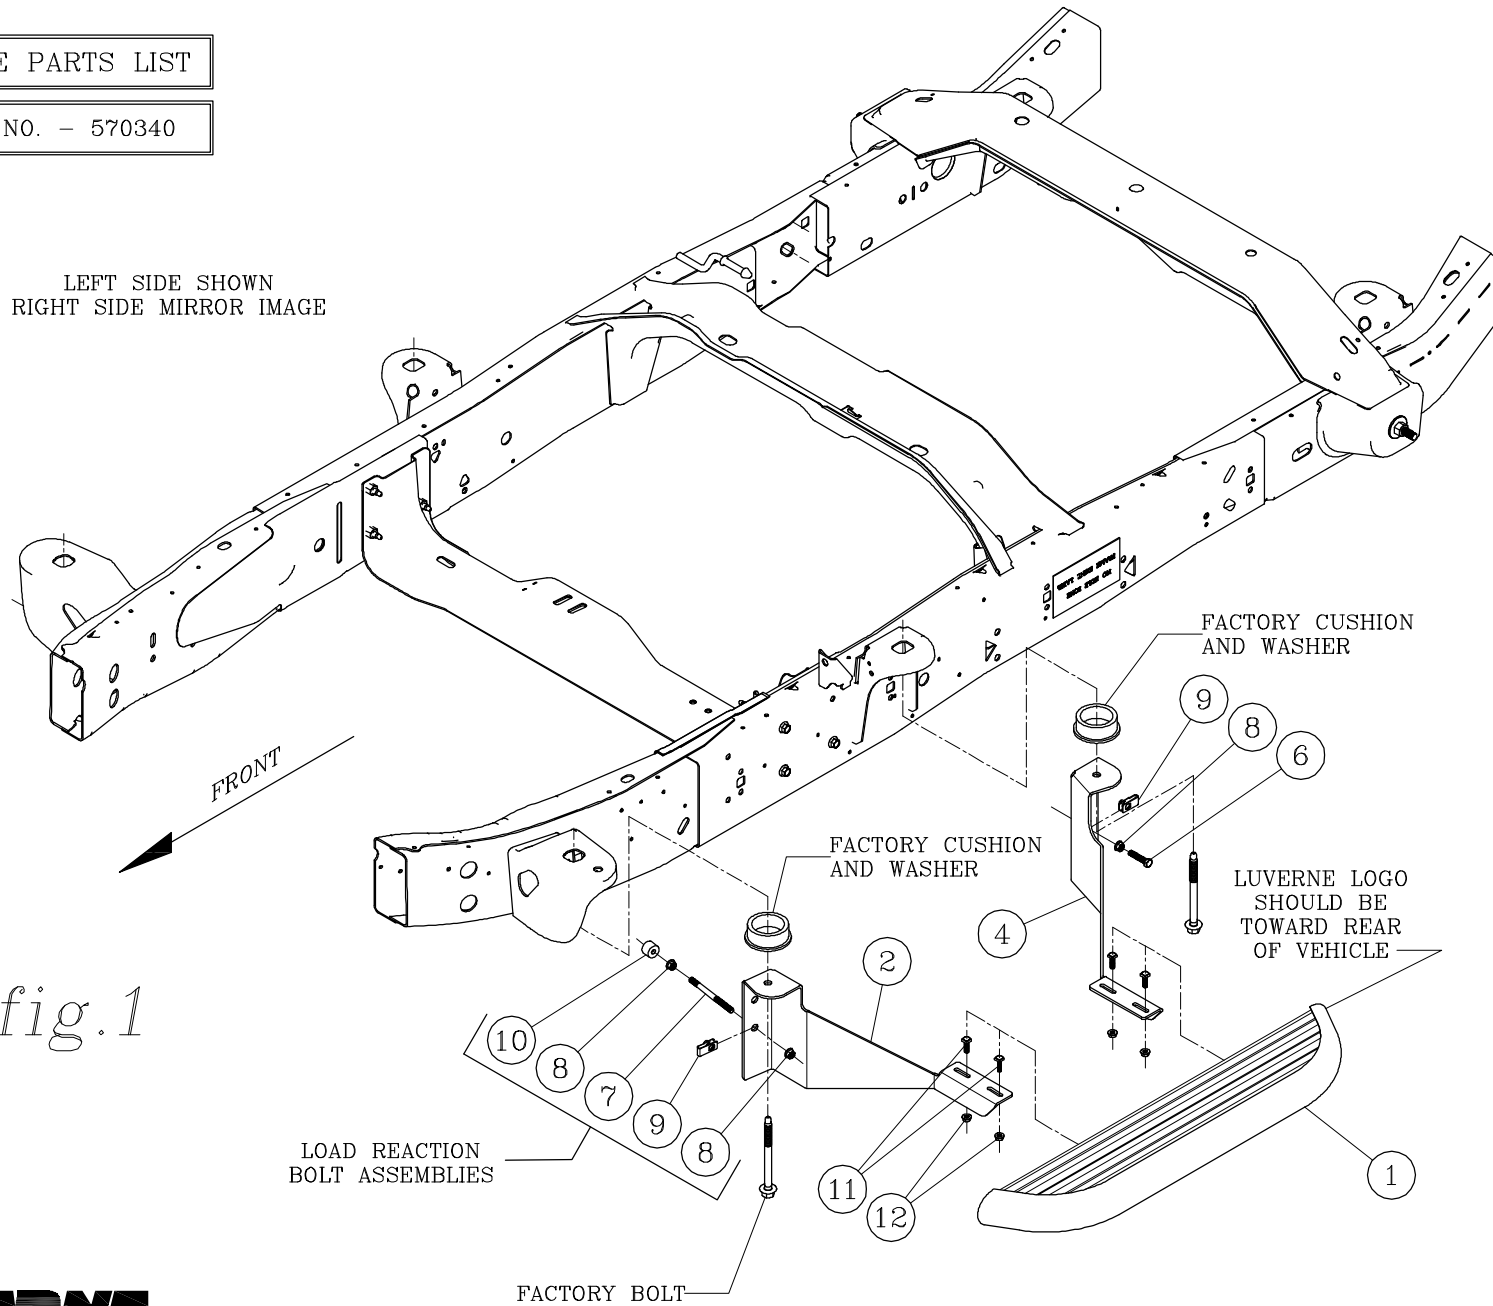 E PARTS LIST
NO. - 570340
LEFT SIDE SHOWN
RIGHT SIDE MIRROR IMAGE
FACTORY CUSHION
AND WASHER
9
8
6
FRONT
FACTORY CUSHION
AND WASHER
LUVERNE LOGO
SHOULD BE
TOWARD REAR
OF VEHICLE
4
2
fig.1
10
8
7
9
8
LOAD REACTION
BOLT ASSEMBLIES
11
12
1
FACTORY BOLT